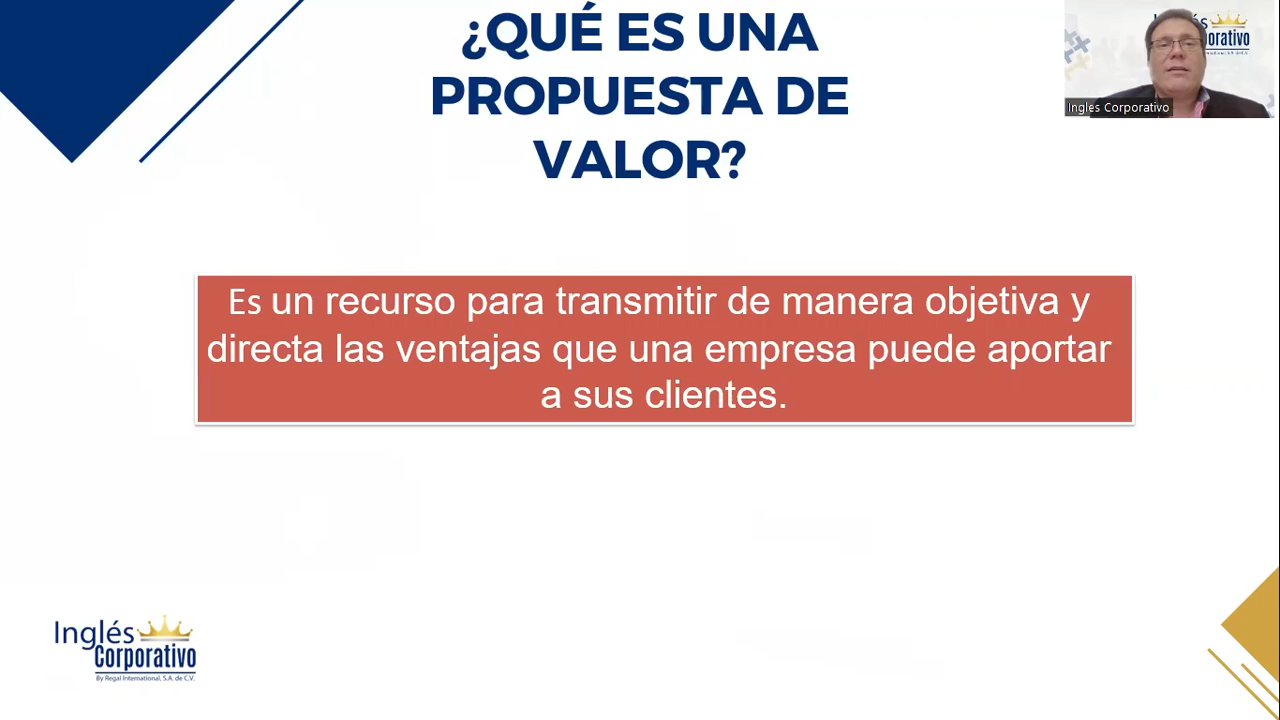 ¿QUÉ ES UNA
PROPUESTA DE
VALOR?
Inglés Corporativo
Es un recurso para transmitir de manera objetiva y
directa las ventajas que una empresa puede aportar
a sus clientes.
Inglés
Corporativo
By Regal International, S.A. de C.V.